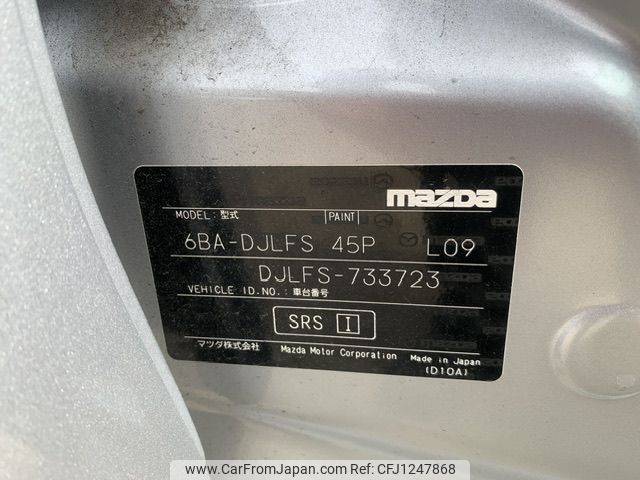 mazda
MODEL: 型式 PAINT
6BA-DJLFS 45P L09
DJLFS-733723
VEHICLE ID.NO.: 車台番号
SRS I
マツダ株式会社 Mazda Motor Corporation Made in Japan
(D10A)
www.CARFROMJAPAN.com ID: CFJ1247868